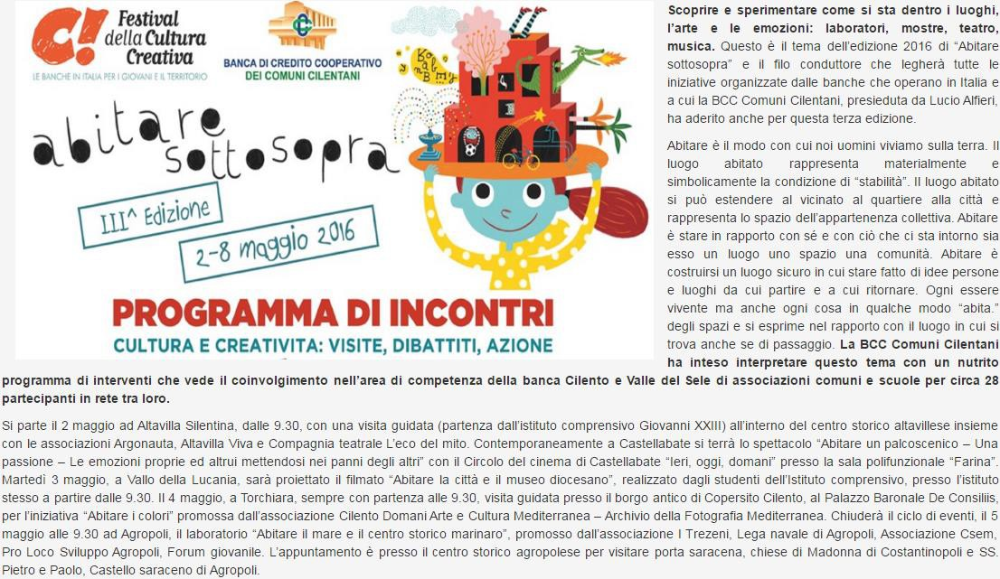 Festival
della Cultura
Creativa
LE BANCHE IN ITALIA PER I GIOVANI E IL TERRITORIO
BANCA DI CREDITO COOPERATIVO
DEI COMUNI CILENTANI
abitare
sottosopra
III^ Edizione
2-8 maggio 2016
PROGRAMMA DI INCONTRI
CULTURA E CREATIVITA: VISITE, DIBATTITI, AZIONE
Scoprire e sperimentare come si sta dentro i luoghi,
l'arte e le emozioni: laboratori, mostre, teatro,
musica. Questo è il tema dell'edizione 2016 di “Abitare
sottosopra” e il filo conduttore che legherà tutte le
iniziative organizzate dalle banche che operano in Italia e
a cui la BCC Comuni Cilentani, presieduta da Lucio Alfieri,
ha aderito anche per questa terza edizione.
Abitare è il modo con cui noi uomini viviamo sulla terra. Il
luogo abitato rappresenta materialmente e
simbolicamente la condizione di “stabilità”. Il luogo abitato
si può estendere al vicinato al quartiere alla città e
rappresenta lo spazio dell'appartenenza collettiva. Abitare
è stare in rapporto con sé e con ciò che ci sta intorno sia
esso un luogo uno spazio una comunità. Abitare è
costruirsi un luogo sicuro in cui stare fatto di idee persone
e luoghi da cui partire e a cui ritornare. Ogni essere
vivente ma anche ogni cosa in qualche modo “abita.”
degli spazi e si esprime nel rapporto con il luogo in cui si
trova anche se di passaggio. La BCC Comuni Cilentani
ha inteso interpretare questo tema con un nutrito
programma di interventi che vede il coinvolgimento nell'area di competenza della banca Cilento e Valle del Sele di associazioni comuni e scuole per circa 28
partecipanti in rete tra loro.
Si parte il 2 maggio ad Altavilla Silentina, dalle 9.30, con una visita guidata (partenza dall'istituto comprensivo Giovanni XXIII) all'interno del centro storico altavillese insieme
con le associazioni Argonauta, Altavilla Viva e Compagnia teatrale L'eco del mito. Contemporaneamente a Castellabate si terrà lo spettacolo “Abitare un palcoscenico – Una
passione – Le emozioni proprie ed altrui mettendosi nei panni degli altri” con il Circolo del cinema di Castellabate “Ieri, oggi, domani” presso la sala polifunzionale “Farina”.
Martedì 3 maggio, a Vallo della Lucania, sarà proiettato il filmato “Abitare la città e il museo diocesano”, realizzato dagli studenti dell'Istituto comprensivo, presso l'istituto
stesso a partire dalle 9.30. Il 4 maggio, a Torchiara, sempre con partenza alle 9.30, visita guidata presso il borgo antico di Copersito Cilento, al Palazzo Baronale De Consiliis,
per l'iniziativa “Abitare i colori” promossa dall'associazione Cilento Domani Arte e Cultura Mediterranea – Archivio della Fotografia Mediterranea. Chiuderà il ciclo di eventi, il 5
maggio alle 9.30 ad Agropoli, il laboratorio “Abitare il mare e il centro storico marinaro”, promosso dall'associazione I Trezeni, Lega navale di Agropoli, Associazione Csem,
Pro Loco Sviluppo Agropoli, Forum giovanile. L'appuntamento è presso il centro storico agropolese per visitare porta saracena, chiese di Madonna di Costantinopoli e SS.
Pietro e Paolo, Castello saraceno di Agropoli.